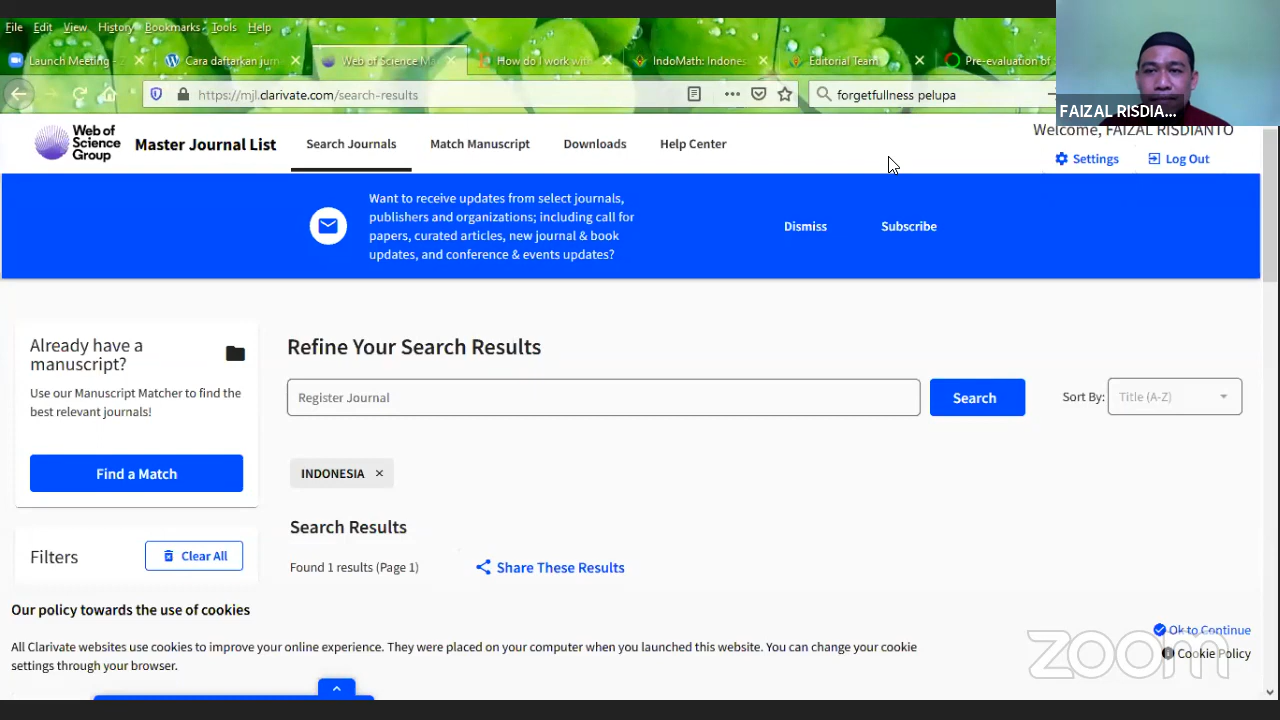 File Edit View History Bookmarks Tools Help
Launch Meeting - Z
Cara daftarkan jurn
Web of Science Ma
How do I work with
IndoMath: Indones
Editorial Team
Pre-evaluation of
https://mjl.clarivate.com/search-results
forgetfullness pelupa
FAIZAL RISDIA...
Web of Science Group
Master Journal List
Search Journals
Match Manuscript
Downloads
Help Center
Welcome, FAIZAL RISDIANTO
Settings
Log Out
Want to receive updates from select journals,
publishers and organizations; including call for
papers, curated articles, new journal & book
updates, and conference & events updates?
Dismiss
Subscribe
Already have a
manuscript?
Use our Manuscript Matcher to find the
best relevant journals!
Find a Match
Refine Your Search Results
Register Journal
Search
Sort By: Title (A-Z)
INDONESIA ×
Search Results
Found 1 results (Page 1)
Share These Results
Filters
Clear All
Our policy towards the use of cookies
All Clarivate websites use cookies to improve your online experience. They were placed on your computer when you launched this website. You can change your cookie
settings through your browser.
Ok to Continue
Cookie Policy
zoom